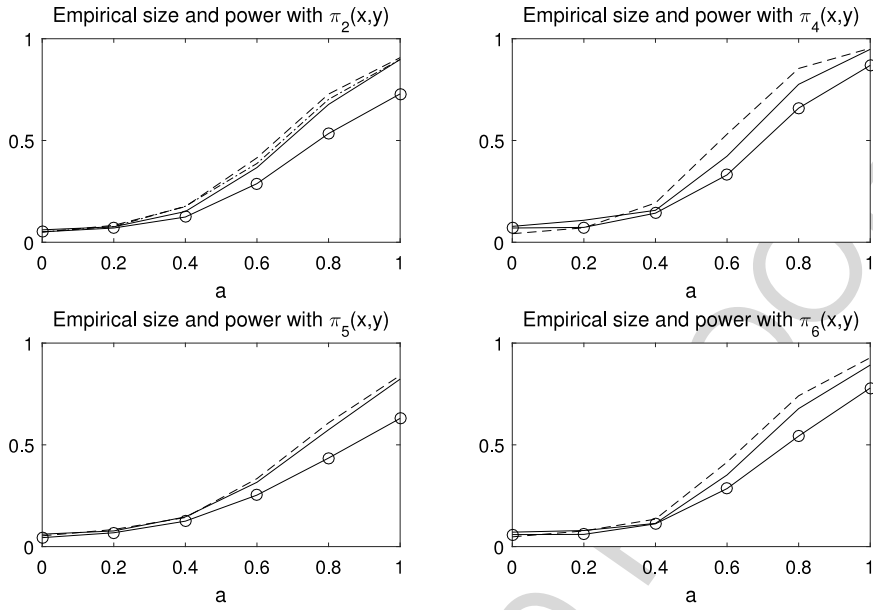 Empirical size and power with π₂(x,y)
1
0.5
0
0 0.2 0.4 0.6 0.8 1
a
Empirical size and power with π₄(x,y)
1
0.5
0
0 0.2 0.4 0.6 0.8 1
a
Empirical size and power with π₅(x,y)
1
0.5
0
0 0.2 0.4 0.6 0.8 1
a
Empirical size and power with π₆(x,y)
1
0.5
0
0 0.2 0.4 0.6 0.8 1
a